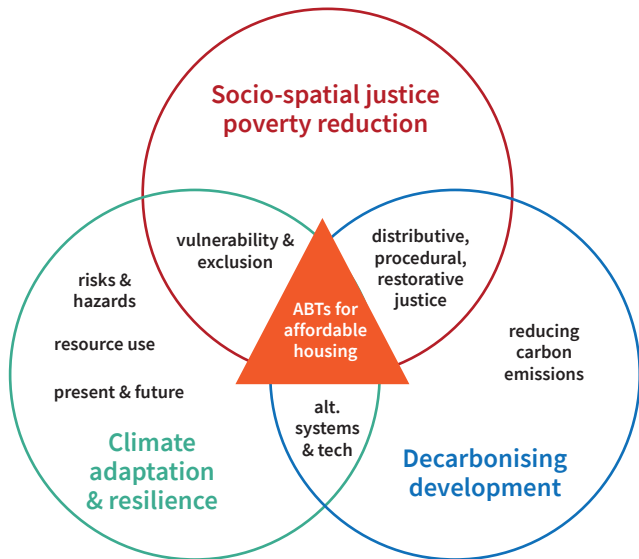 Socio-spatial justice
poverty reduction
vulnerability &
exclusion
distributive,
procedural,
restorative
justice
risks &
hazards
resource use
present & future
ABTs for
affordable
housing
reducing
carbon
emissions
alt.
systems
& tech
Climate
adaptation
& resilience
Decarbonising
development